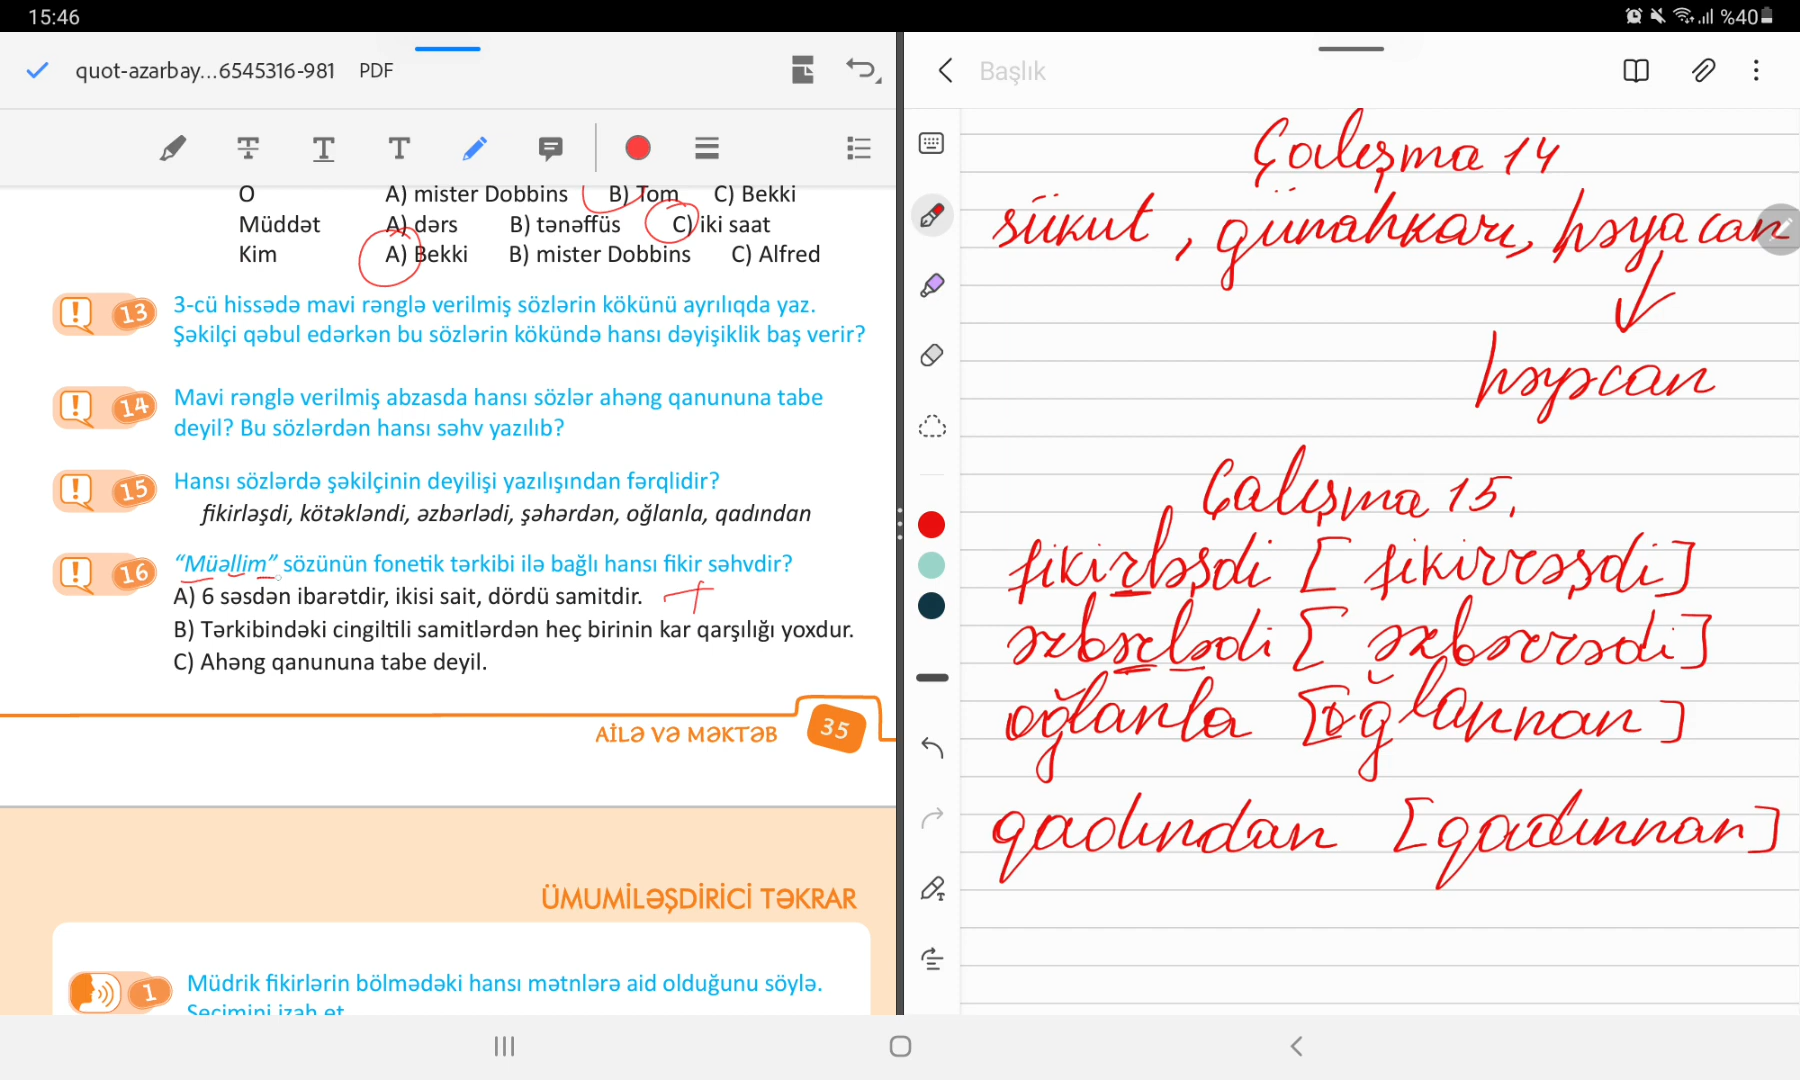 15:46
%40
quot-azarbay...6545316-981 PDF
O A) mister Dobbins B) Tom C) Bekki
Müddət A) dərs B) tənəffüs C) iki saat
Kim A) Bekki B) mister Dobbins C) Alfred
! 13 3-cü hissədə mavi rənglə verilmiş sözlərin kökünü ayrılıqda yaz.
Şəkilçi qəbul edərkən bu sözlərin kökündə hansı dəyişiklik baş verir?
! 14 Mavi rənglə verilmiş abzasda hansı sözlər ahəng qanununa tabe
deyil? Bu sözlərdən hansı səhv yazılıb?
! 15 Hansı sözlərdə şəkilçinin deyilişi yazılışından fərqlidir?
fikirləşdi, kötəkləndi, əzbərlədi, şəhərdən, oğlanla, qadından
! 16 “Müəllim” sözünün fonetik tərkibi ilə bağlı hansı fikir səhvdir?
A) 6 səsdən ibarətdir, ikisi sait, dördü samitdir. +
B) Tərkibindəki cingiltili samitlərdən heç birinin kar qarşılığı yoxdur.
C) Ahəng qanununa tabe deyil.
AİLƏ VƏ MƏKTƏB 35
ÜMUMİLƏŞDİRİCİ TƏKRAR
1 Müdrik fikirlərin bölmədəki hansı mətnlərə aid olduğunu söylə.
Seçimini izah et.
Başlık
Çalışma 14
sükut, günahkarı, həyacan
həyəcan
Çalışma 15.
fikirləşdi [fikirrəşdi]
əzbərlədi [əzbərrədi]
oğlanla [oğlannan]
qadından [qadınnan]